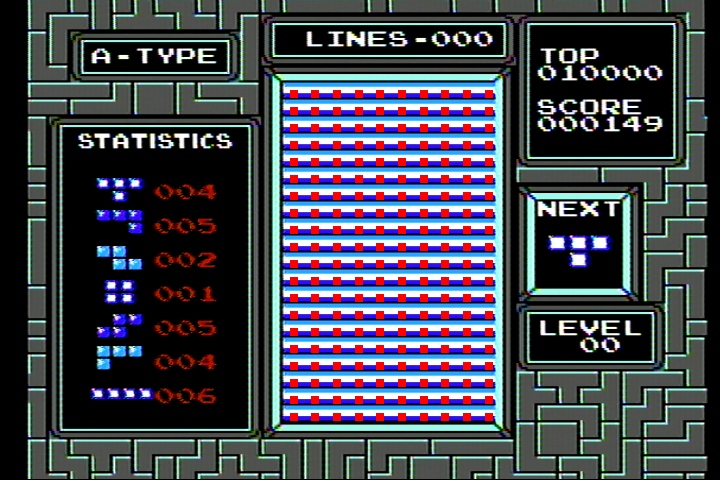 A-TYPE
LINES-000
TOP
010000
SCORE
000149
STATISTICS
004
005
002
001
005
004
006
NEXT
LEVEL
00